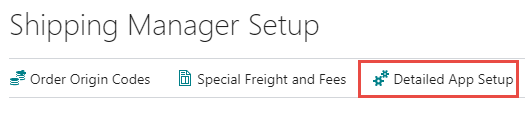 Shipping Manager Setup
Order Origin Codes Special Freight and Fees Detailed App Setup